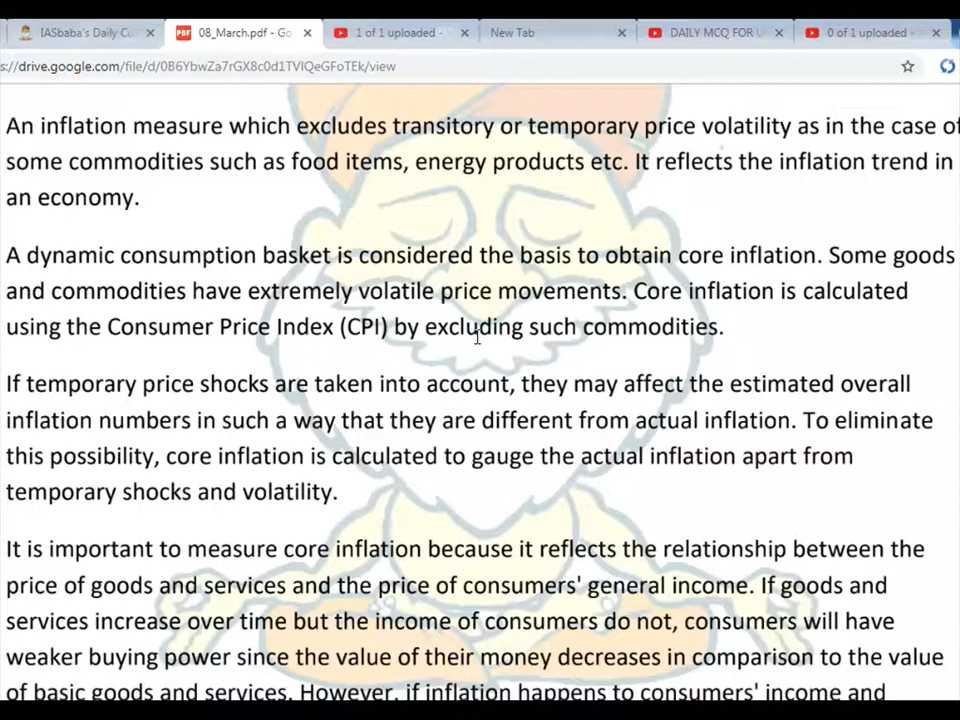 IASbaba's Daily Cu
08_March.pdf - Go
1 of 1 uploaded -
New Tab
DAILY MCQ FOR U
0 of 1 uploaded -
s://drive.google.com/file/d/0B6YbwZa7rGX8c0d1TVlQeGFoTEk/view
An inflation measure which excludes transitory or temporary price volatility as in the case of
some commodities such as food items, energy products etc. It reflects the inflation trend in
an economy.
A dynamic consumption basket is considered the basis to obtain core inflation. Some goods
and commodities have extremely volatile price movements. Core inflation is calculated
using the Consumer Price Index (CPI) by excluding such commodities.
If temporary price shocks are taken into account, they may affect the estimated overall
inflation numbers in such a way that they are different from actual inflation. To eliminate
this possibility, core inflation is calculated to gauge the actual inflation apart from
temporary shocks and volatility.
It is important to measure core inflation because it reflects the relationship between the
price of goods and services and the price of consumers' general income. If goods and
services increase over time but the income of consumers do not, consumers will have
weaker buying power since the value of their money decreases in comparison to the value
of basic goods and services. However, if inflation happens to consumers' income and